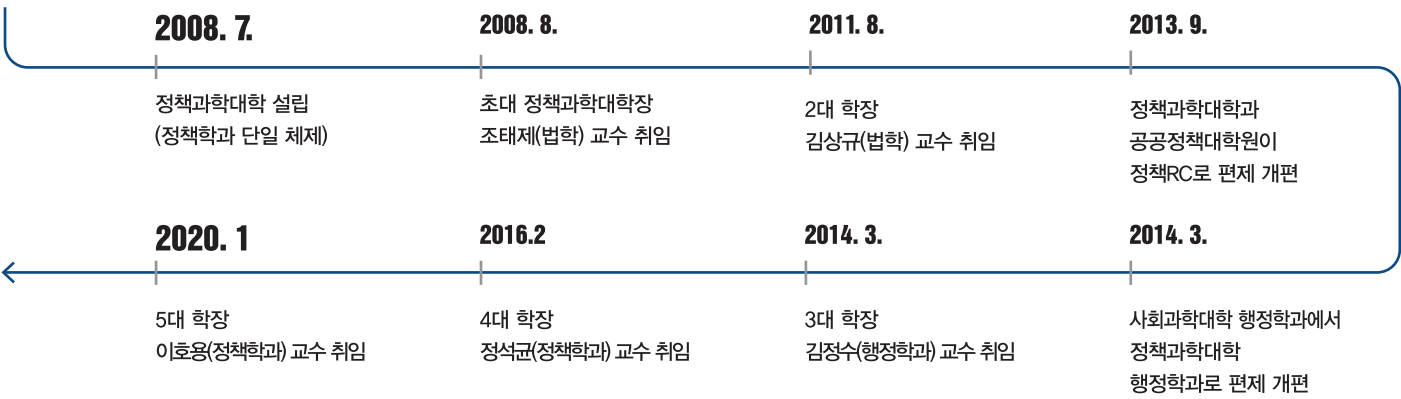 2008. 7.
정책과학대학 설립
(정책학과 단일 체제)
2008. 8.
초대 정책과학대학장
조태제(법학) 교수 취임
2011. 8.
2대 학장
김상규(법학) 교수 취임
2013. 9.
정책과학대학과
공공정책대학원이
정책RC로 편제 개편
2014. 3.
사회과학대학 행정학과에서
정책과학대학
행정학과로 편제 개편
2014. 3.
3대 학장
김정수(행정학과) 교수 취임
2016.2
4대 학장
정석균(정책학과) 교수 취임
2020. 1
5대 학장
이호용(정책학과) 교수 취임